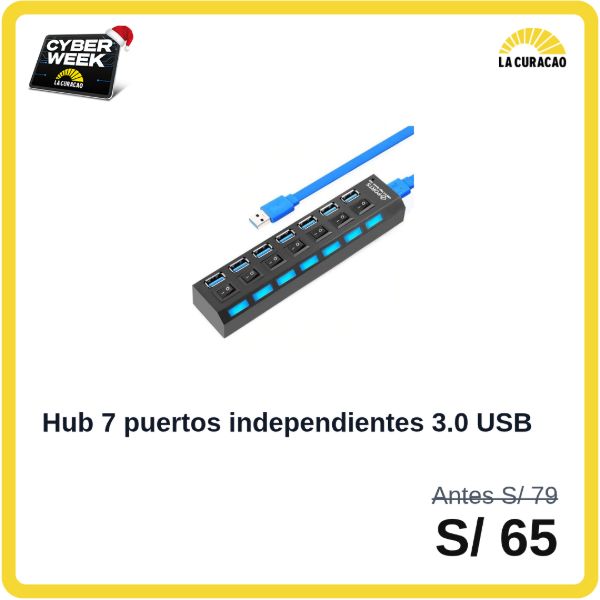 CYBER
WEEK
LA CURACAO
LA CURACAO
Hub 7 puertos independientes 3.0 USB
Antes S/ 79
S/ 65